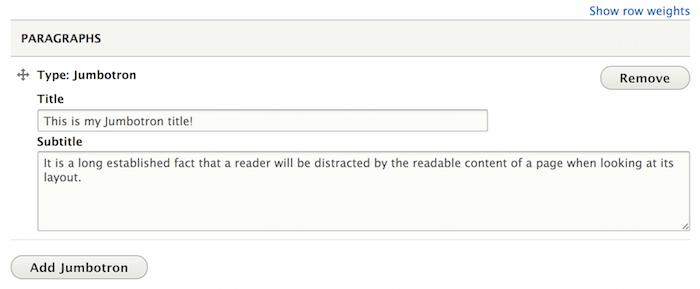 Show row weights
PARAGRAPHS
Type: Jumbotron
Remove
Title
This is my Jumbotron title!
Subtitle
It is a long established fact that a reader will be distracted by the readable content of a page when looking at its
layout.
Add Jumbotron